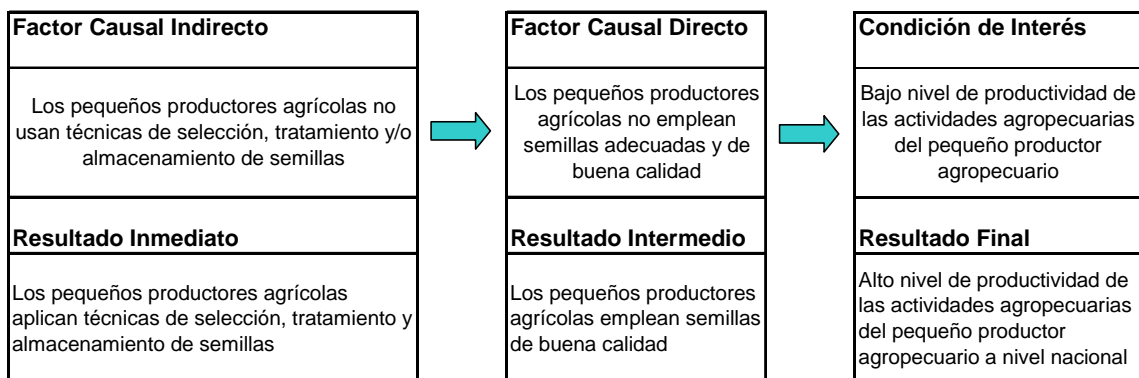 Factor Causal Indirecto
Los pequeños productores agrícolas no
usan técnicas de selección, tratamiento y/o
almacenamiento de semillas
Resultado Inmediato
Los pequeños productores agrícolas
aplican técnicas de selección, tratamiento y
almacenamiento de semillas
Factor Causal Directo
Los pequeños productores
agrícolas no emplean
semillas adecuadas y de
buena calidad
Resultado Intermedio
Los pequeños productores
agrícolas emplean semillas
de buena calidad
Condición de Interés
Bajo nivel de productividad de
las actividades agropecuarias
del pequeño productor
agropecuario
Resultado Final
Alto nivel de productividad de
las actividades agropecuarias
del pequeño productor
agropecuario a nivel nacional